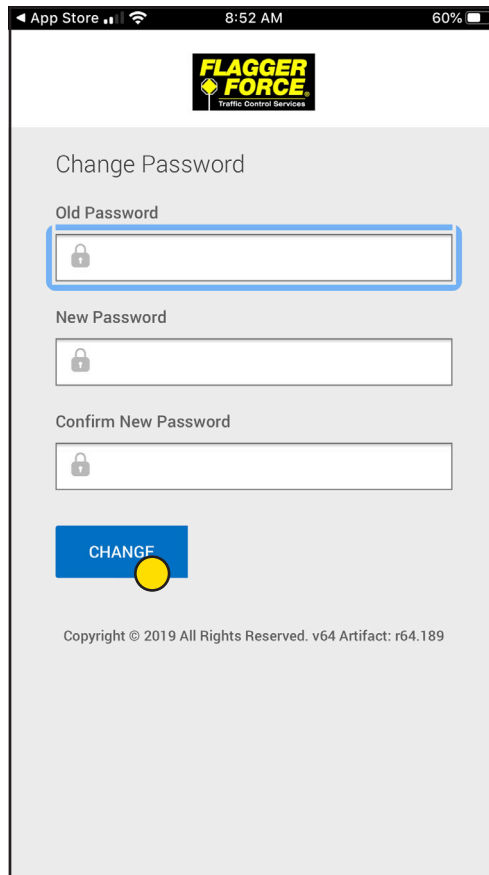 ◀ App Store 8:52 AM 60%
FLAGGER
FORCE®
Traffic Control Services
Change Password
Old Password
New Password
Confirm New Password
CHANGE
Copyright © 2019 All Rights Reserved. v64 Artifact: r64.189